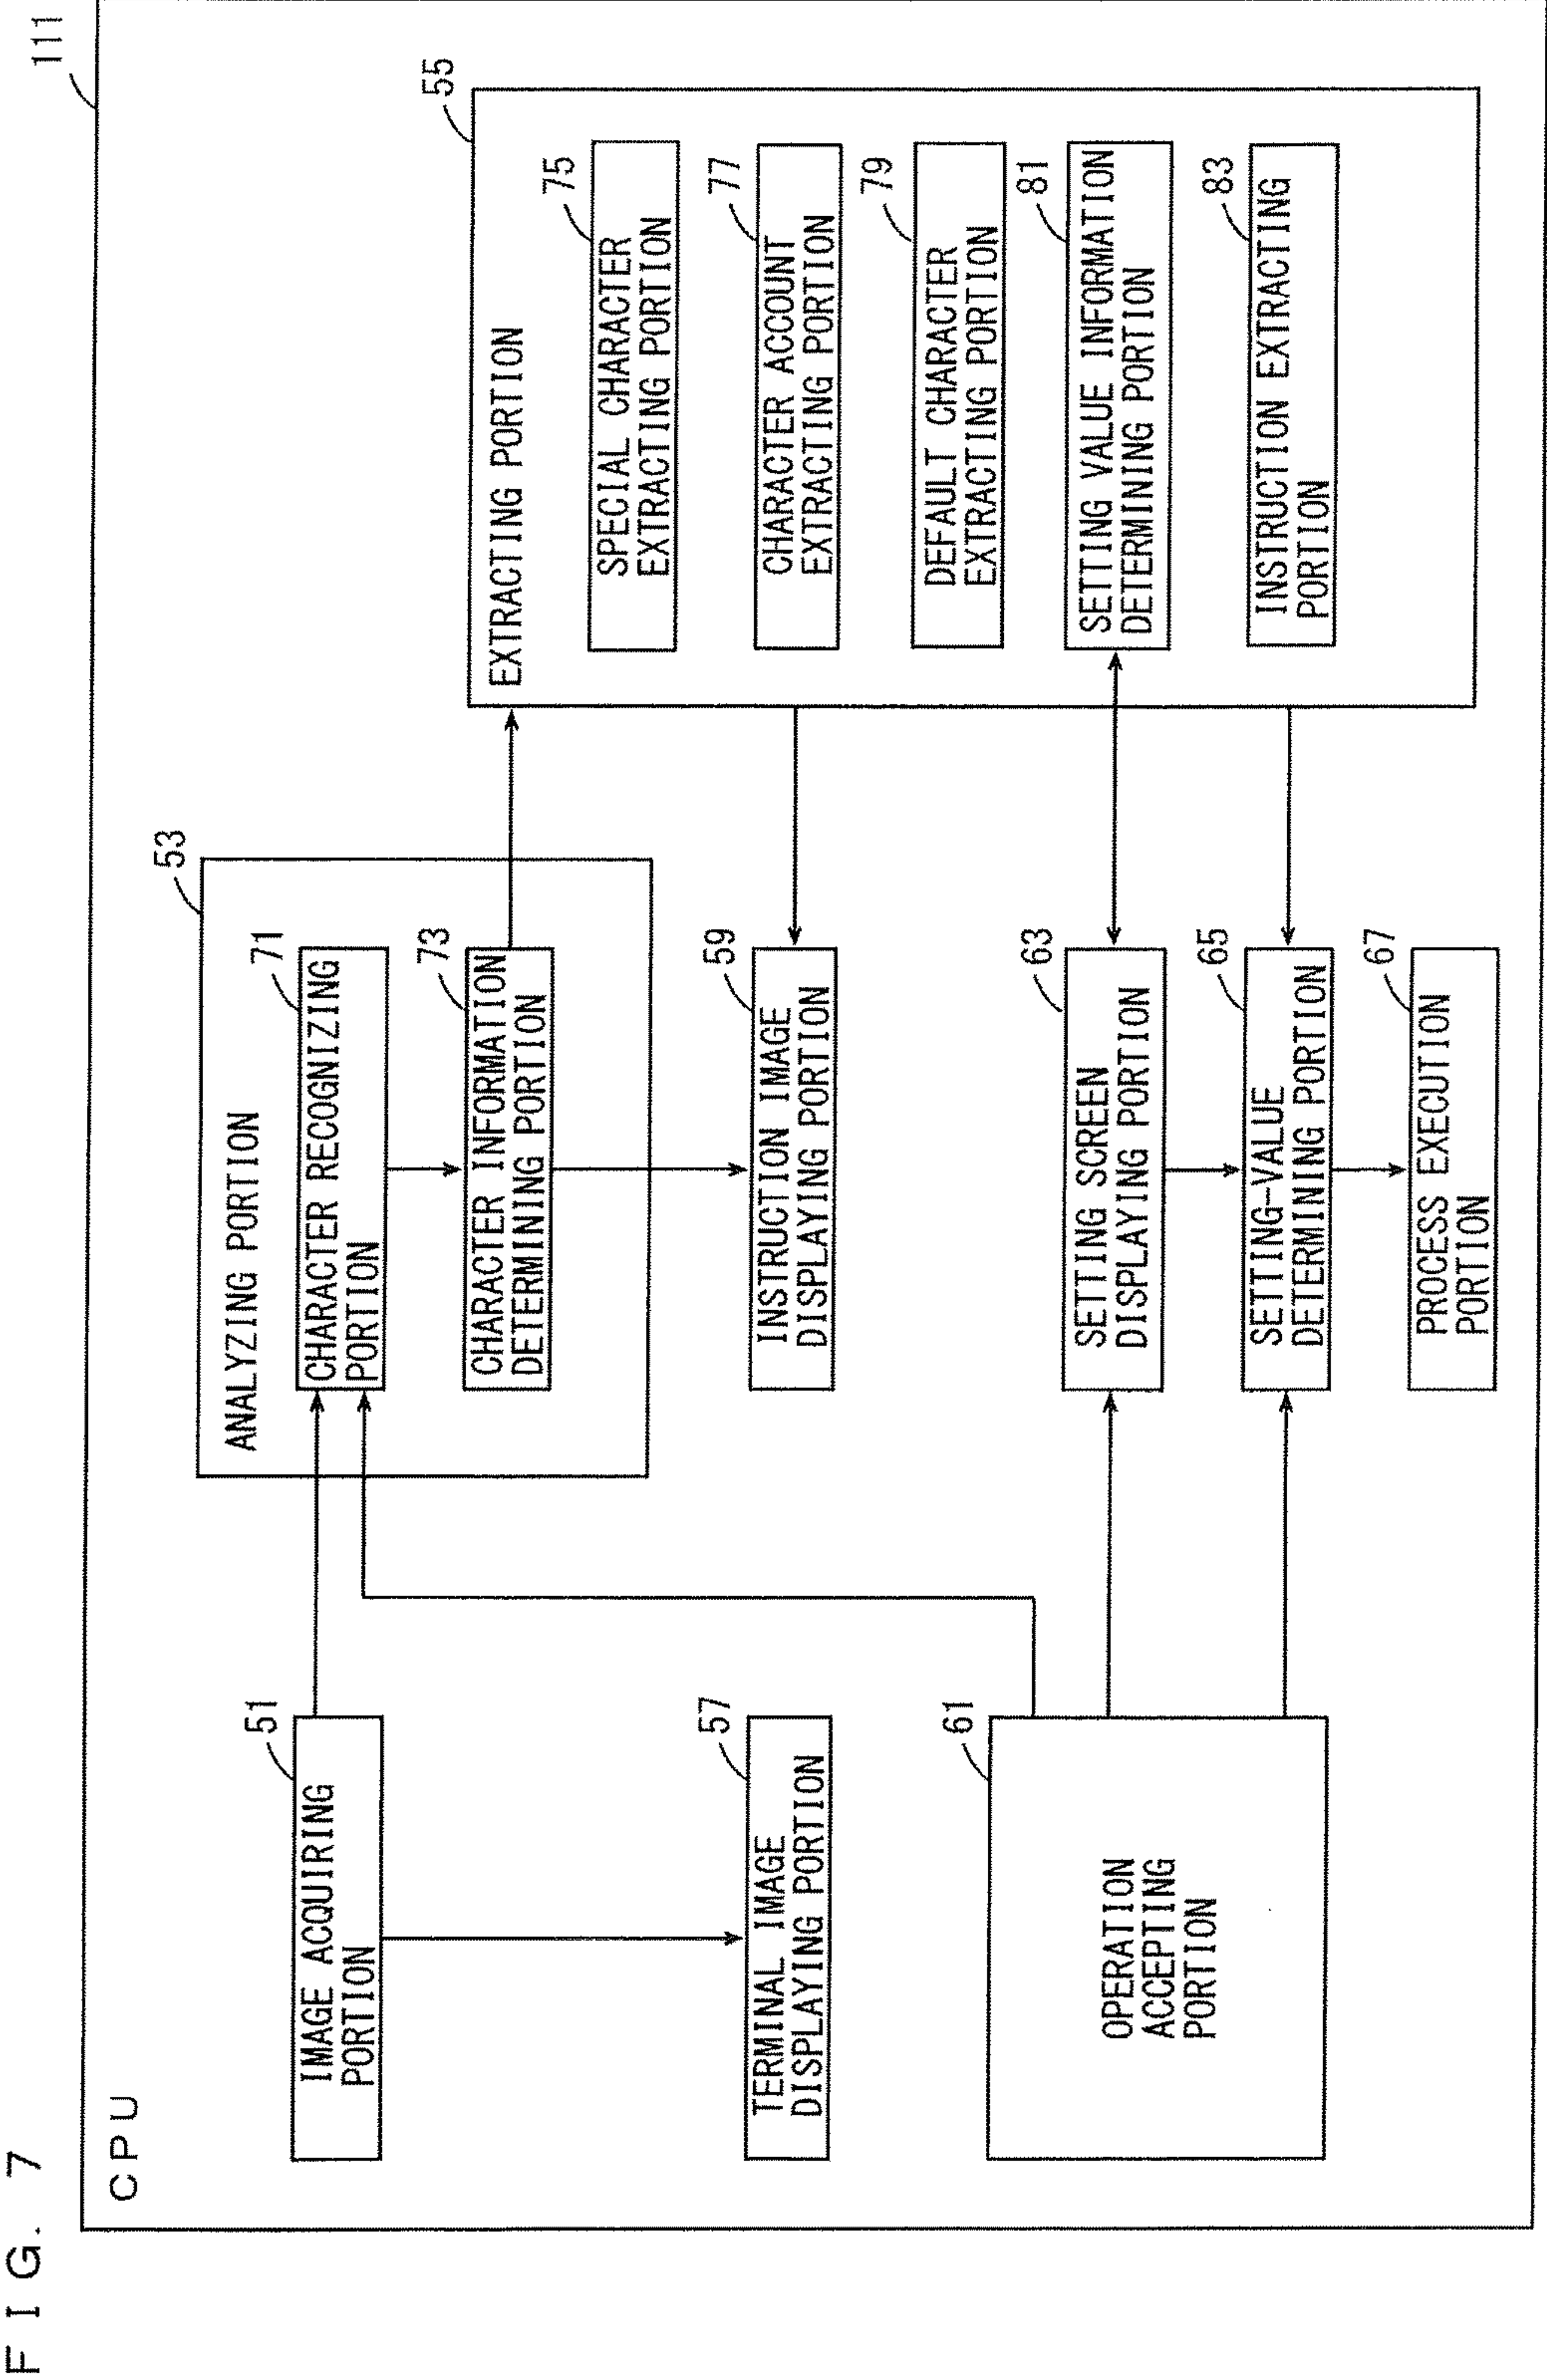 FIG. 7
111
CPU
51
IMAGE ACQUIRING
PORTION
57
TERMINAL IMAGE
DISPLAYING PORTION
61
OPERATION
ACCEPTING
PORTION
53
ANALYZING PORTION
71
CHARACTER RECOGNIZING
PORTION
73
CHARACTER INFORMATION
DETERMINING PORTION
59
INSTRUCTION IMAGE
DISPLAYING PORTION
63
SETTING SCREEN
DISPLAYING PORTION
65
SETTING-VALUE
DETERMINING PORTION
67
PROCESS EXECUTION
PORTION
55
EXTRACTING PORTION
75
SPECIAL CHARACTER
EXTRACTING PORTION
77
CHARACTER ACCOUNT
EXTRACTING PORTION
79
DEFAULT CHARACTER
EXTRACTING PORTION
81
SETTING VALUE INFORMATION
DETERMINING PORTION
83
INSTRUCTION EXTRACTING
PORTION